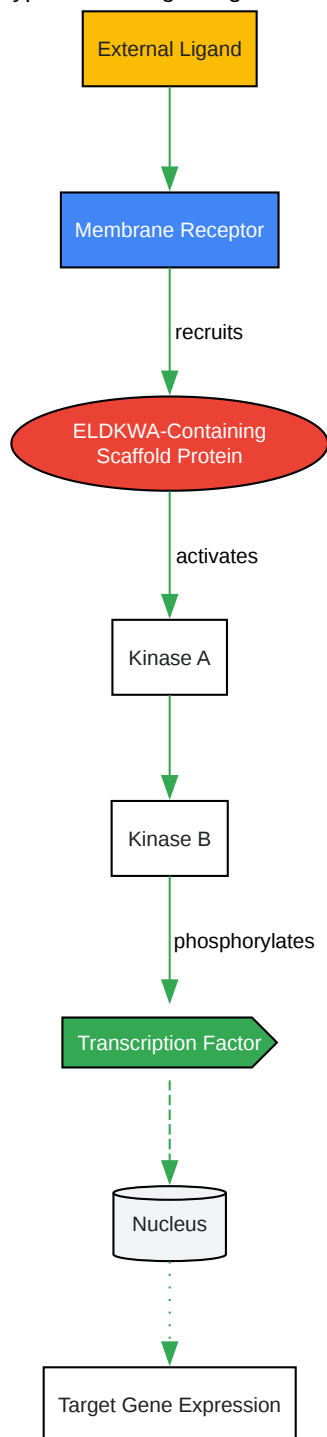 External Ligand
Membrane Receptor
recruits
ELDKWA-Containing
Scaffold Protein
activates
Kinase A
Kinase B
phosphorylates
Transcription Factor
Nucleus
Target Gene Expression